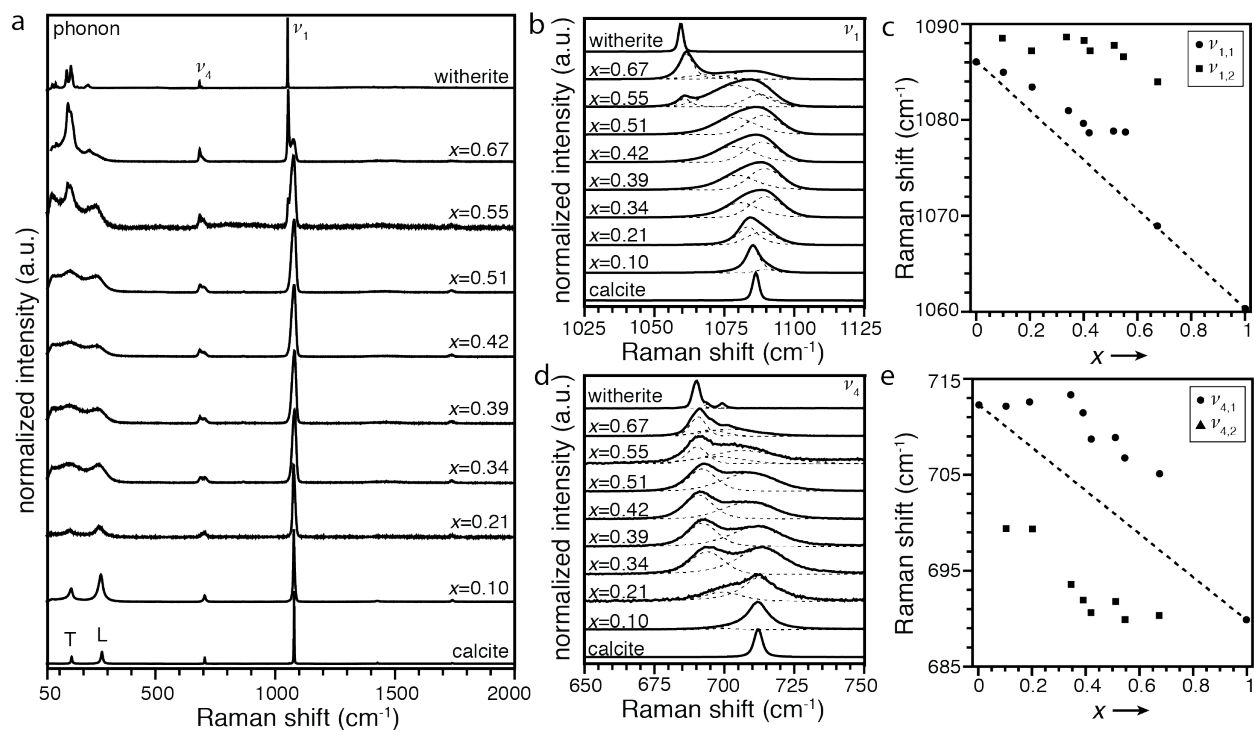 a
phonon
ν1
ν4
witherite
x=0.67
x=0.55
x=0.51
x=0.42
x=0.39
x=0.34
x=0.21
x=0.10
T L
calcite
normalized intensity (a.u.)
50 500 1000 1500 2000
Raman shift (cm-1)
b
ν1
witherite
x=0.67
x=0.55
x=0.51
x=0.42
x=0.39
x=0.34
x=0.21
x=0.10
calcite
normalized intensity (a.u.)
1025 1050 1075 1100 1125
Raman shift (cm-1)
c
1090
1080
1070
1060
Raman shift (cm-1)
ν1,1
ν1,2
0 0.2 0.4 0.6 0.8 1
x
d
ν4
witherite
x=0.67
x=0.55
x=0.51
x=0.42
x=0.39
x=0.34
x=0.21
x=0.10
calcite
normalized intensity (a.u.)
650 675 700 725 750
Raman shift (cm-1)
e
715
705
695
685
Raman shift (cm-1)
ν4,1
ν4,2
0 0.2 0.4 0.6 0.8 1
x